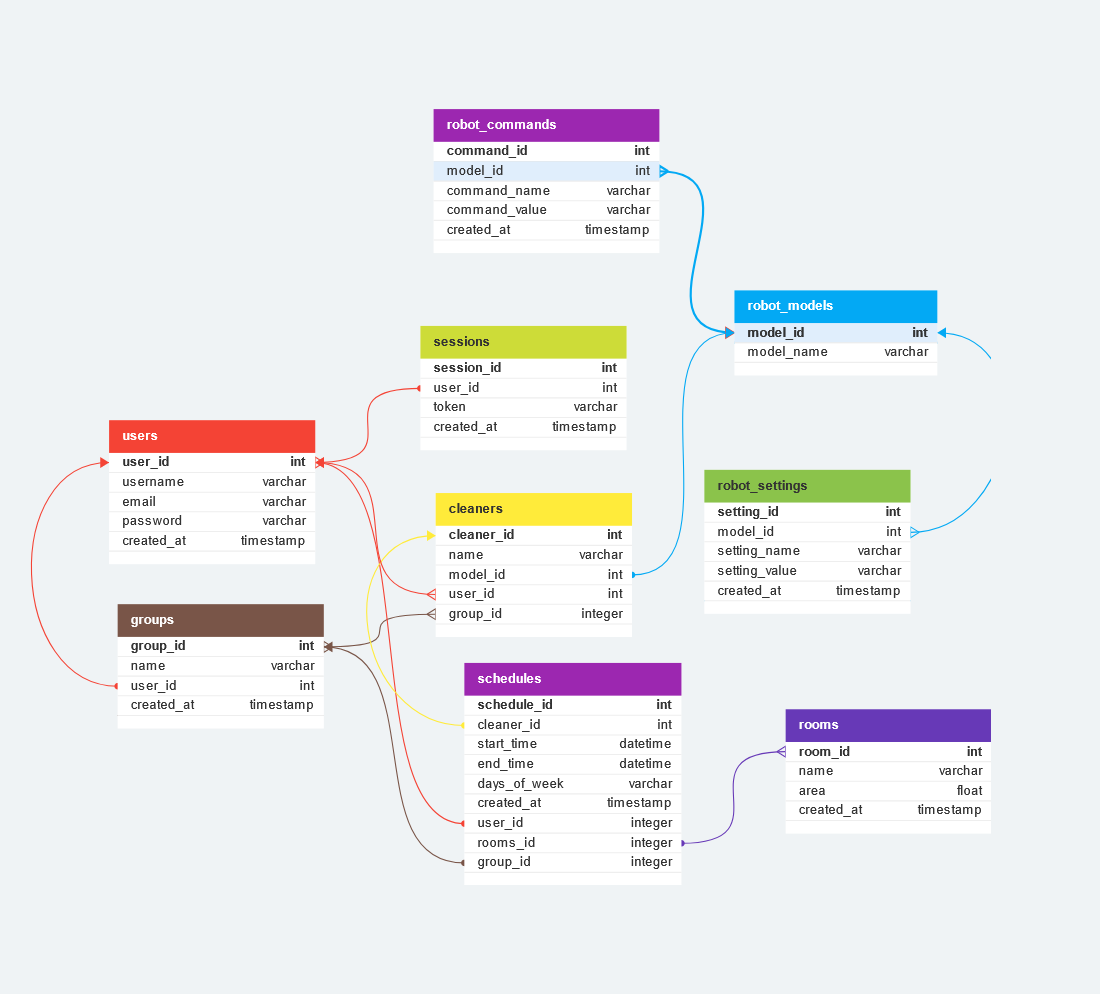 robot_commands
command_id int
model_id int
command_name varchar
command_value varchar
created_at timestamp
robot_models
model_id int
model_name varchar
sessions
session_id int
user_id int
token varchar
created_at timestamp
users
user_id int
username varchar
email varchar
password varchar
created_at timestamp
cleaners
cleaner_id int
name varchar
model_id int
user_id int
group_id integer
robot_settings
setting_id int
model_id int
setting_name varchar
setting_value varchar
created_at timestamp
groups
group_id int
name varchar
user_id int
created_at timestamp
schedules
schedule_id int
cleaner_id int
start_time datetime
end_time datetime
days_of_week varchar
created_at timestamp
user_id integer
rooms_id integer
group_id integer
rooms
room_id int
name varchar
area float
created_at timestamp